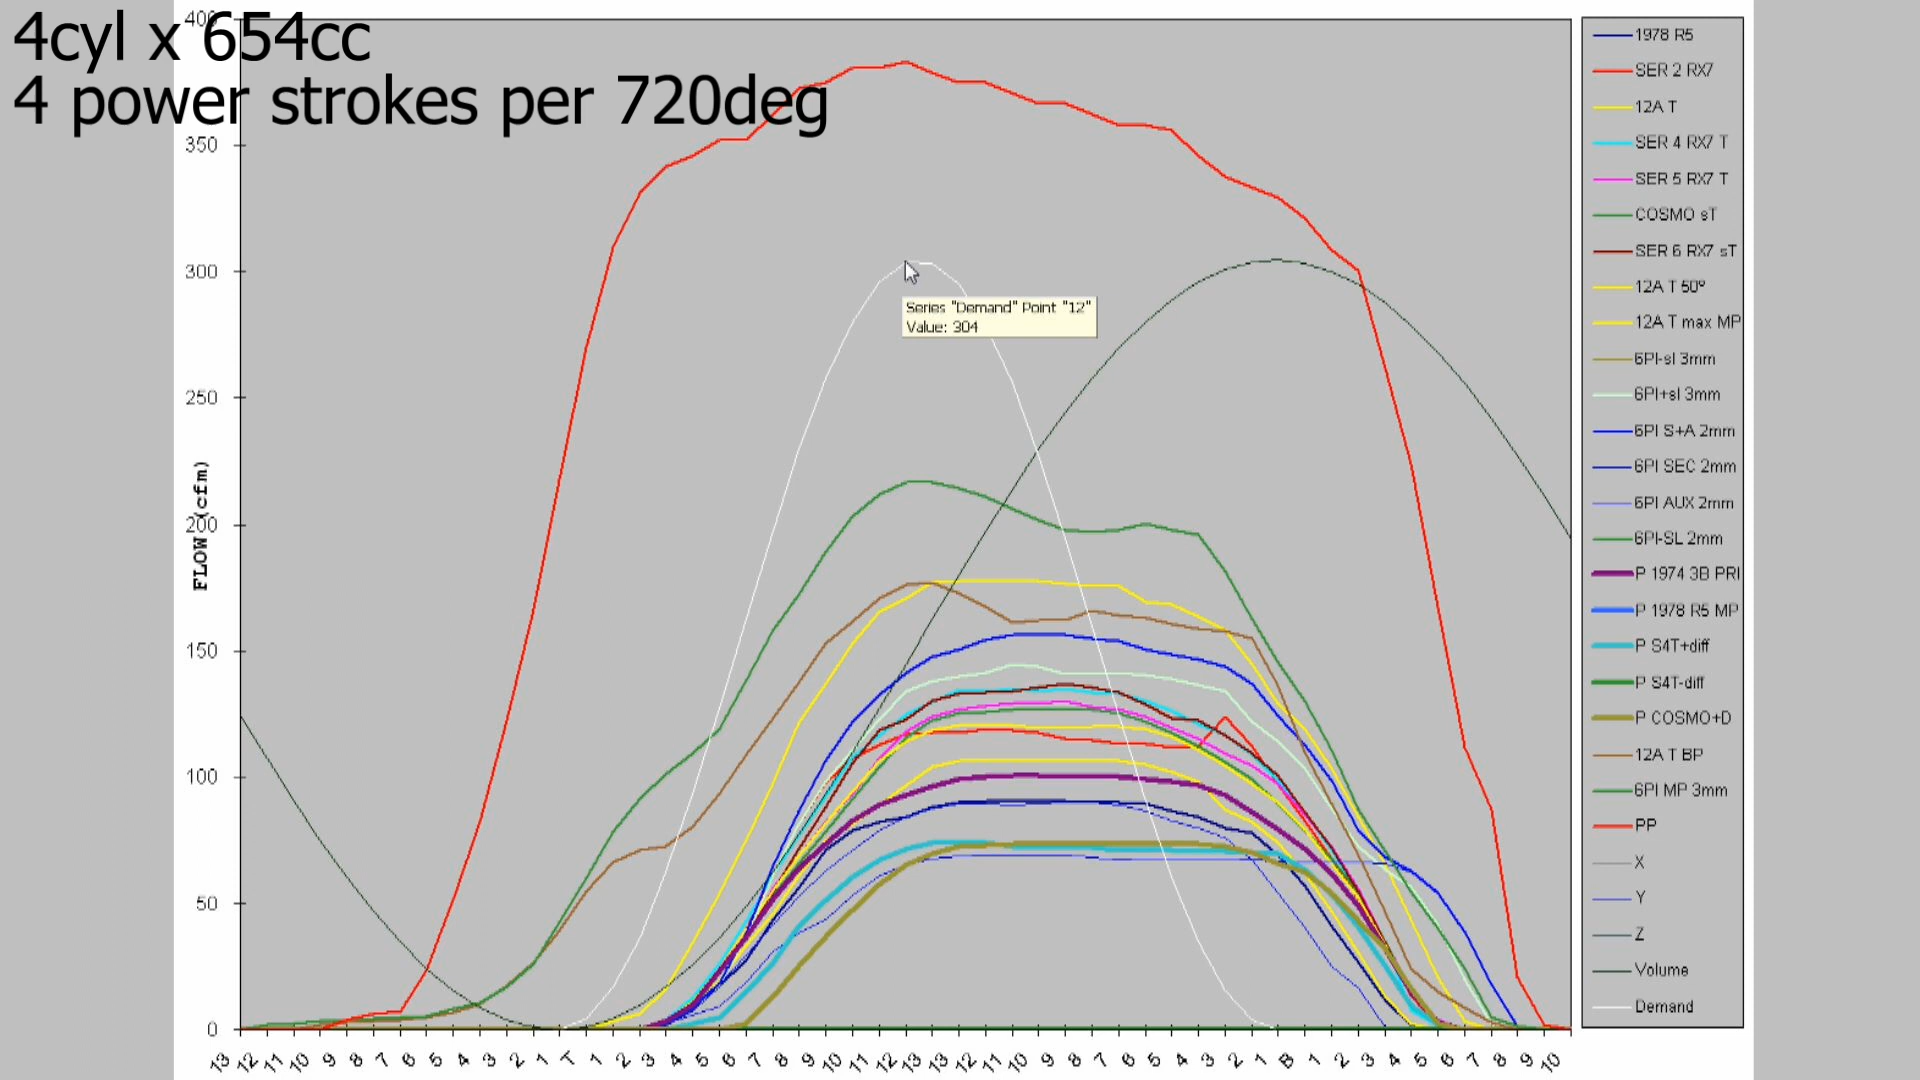 4cyl x 654cc
4 power strokes per 720deg
400
350
300
250
200
150
100
50
0
FLOW (cfm)
Series "Demand" Point "12"
Value: 304
13 12 11 10 9 8 7 6 5 4 3 2 1 T 1 2 3 4 5 6 7 8 9 10 11 12 13 13 12 11 10 9 8 7 6 5 4 3 2 1 B 1 2 3 4 5 6 7 8 9 10
1978 R5
SER 2 RX7
12A T
SER 4 RX7 T
SER 5 RX7 T
COSMO sT
SER 6 RX7 sT
12A T 50º
12A T max MP
6PI-sl 3mm
6PI+sl 3mm
6PI S+A 2mm
6PI SEC 2mm
6PI AUX 2mm
6PI-SL 2mm
P 1974 3B PRI
P 1978 R5 MP
P S4T+diff
P S4T-diff
P COSMO+D
12A T BP
6PI MP 3mm
PP
X
Y
Z
Volume
Demand